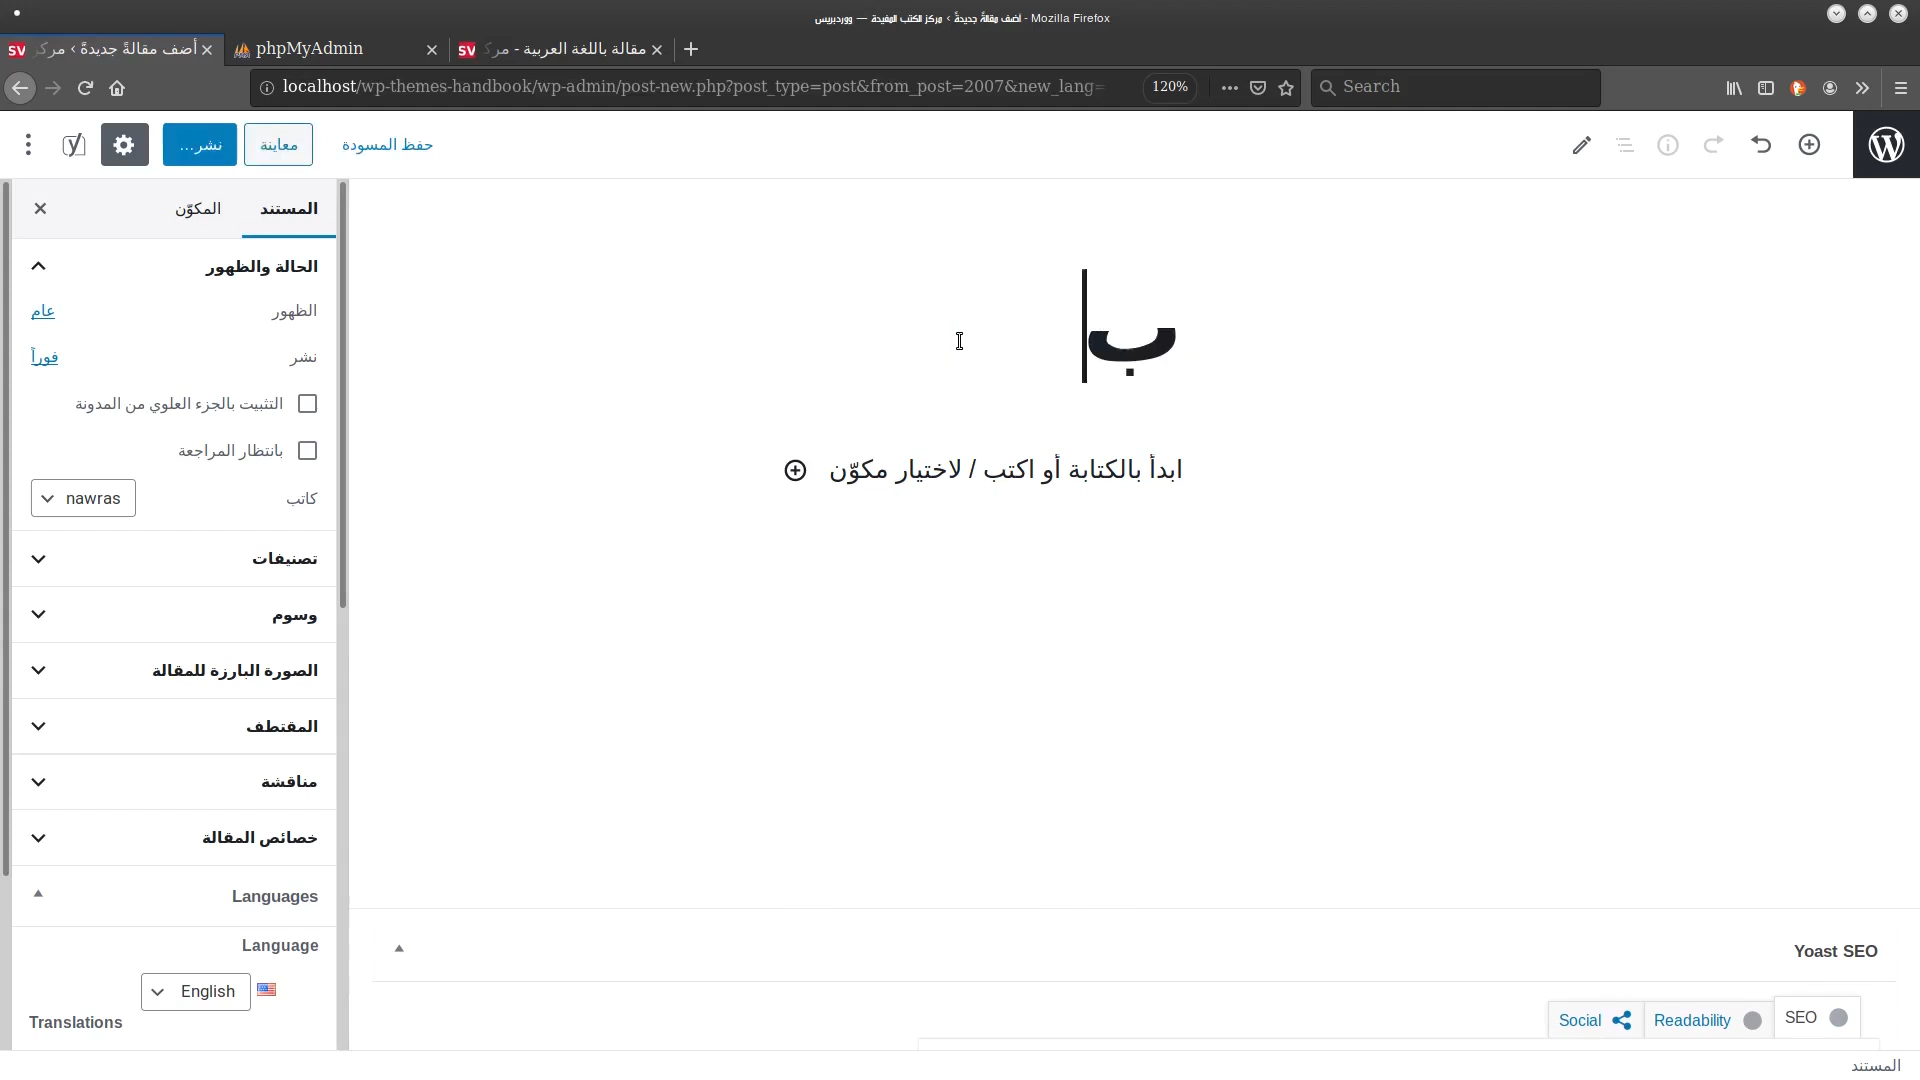 أضف مقالةً جديدةً ‹ مركز الكتب المفيدة — ووردبريس - Mozilla Firefox
أضف مقالةً جديدةً ‹ مركز
phpMyAdmin
مقالة باللغة العربية - مركز
localhost/wp-themes-handbook/wp-admin/post-new.php?post_type=post&from_post=2007&new_lang=
120%
Search
حفظ المسودة
معاينة
نشر...
المستند
المكوّن
الحالة والظهور
الظهور
عام
نشر
فوراً
التثبيت بالجزء العلوي من المدونة
بانتظار المراجعة
كاتب
nawras
تصنيفات
وسوم
الصورة البارزة للمقالة
المقتطف
مناقشة
خصائص المقالة
Languages
Language
English
Translations
ب
ابدأ بالكتابة أو اكتب / لاختيار مكوّن
Yoast SEO
SEO
Readability
Social
المستند